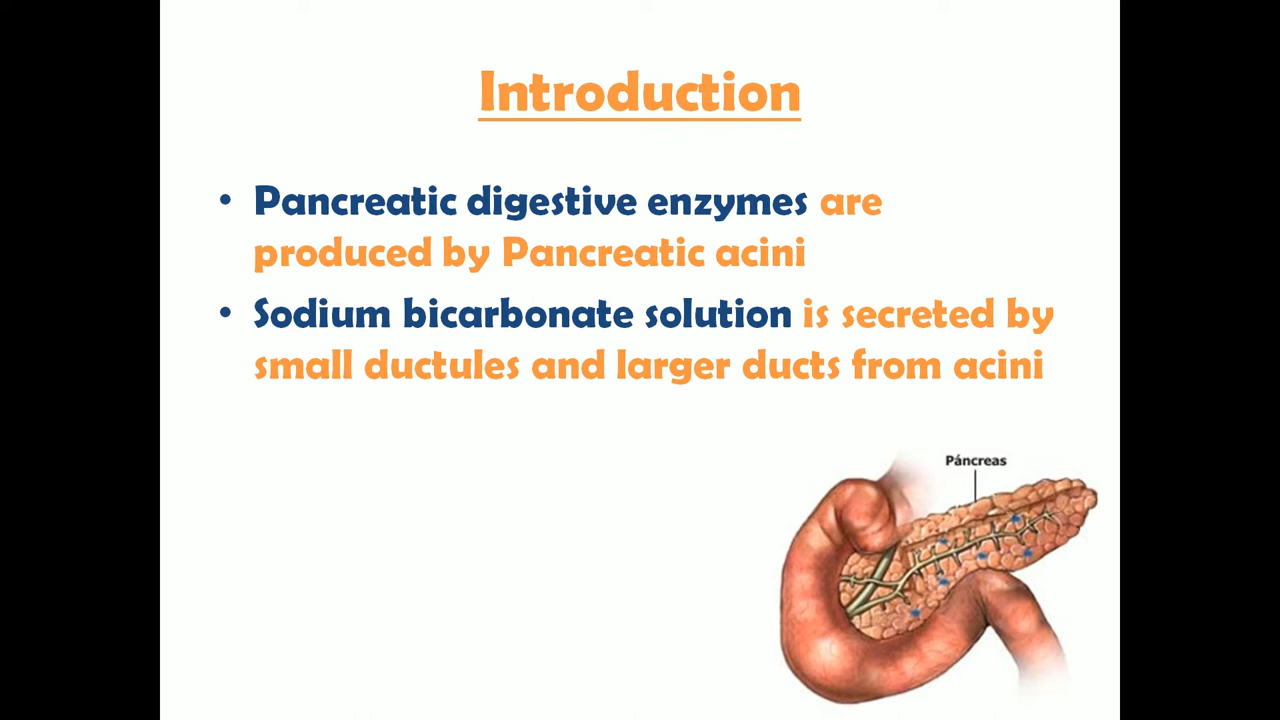 Introduction
• Pancreatic digestive enzymes are
produced by Pancreatic acini
• Sodium bicarbonate solution is secreted by
small ductules and larger ducts from acini
Páncreas